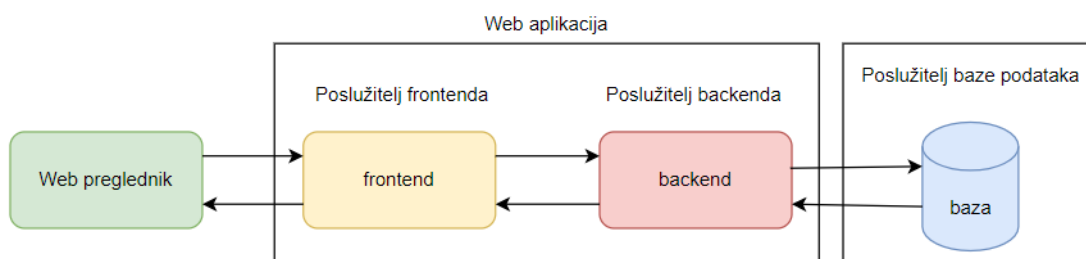 Web aplikacija
Poslužitelj baze podataka
Poslužitelj frontenda
Poslužitelj backenda
Web preglednik
frontend
backend
baza